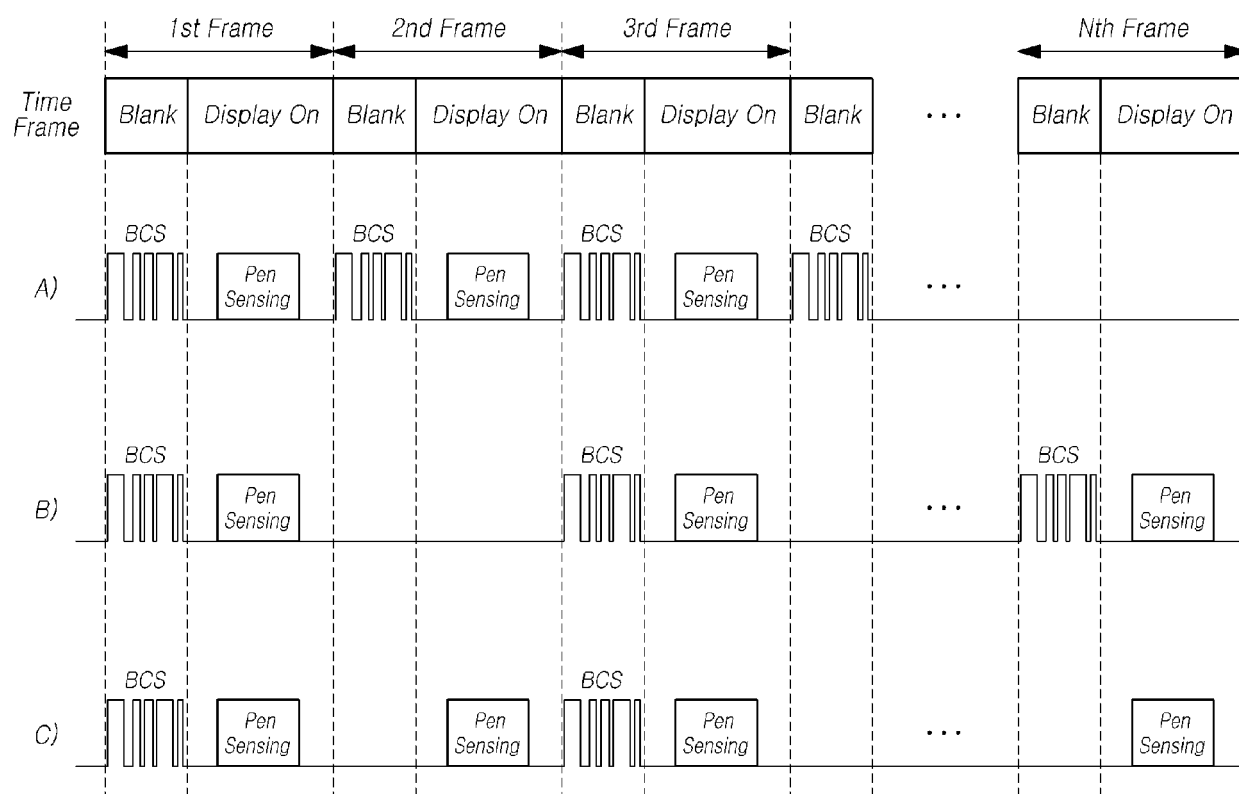 1st Frame 2nd Frame 3rd Frame Nth Frame
Time Frame Blank Display On Blank Display On Blank Display On Blank ... Blank Display On
BCS BCS BCS BCS
A) Pen Sensing Pen Sensing Pen Sensing ...
BCS BCS BCS
B) Pen Sensing Pen Sensing ... Pen Sensing
BCS BCS
C) Pen Sensing Pen Sensing Pen Sensing ... Pen Sensing